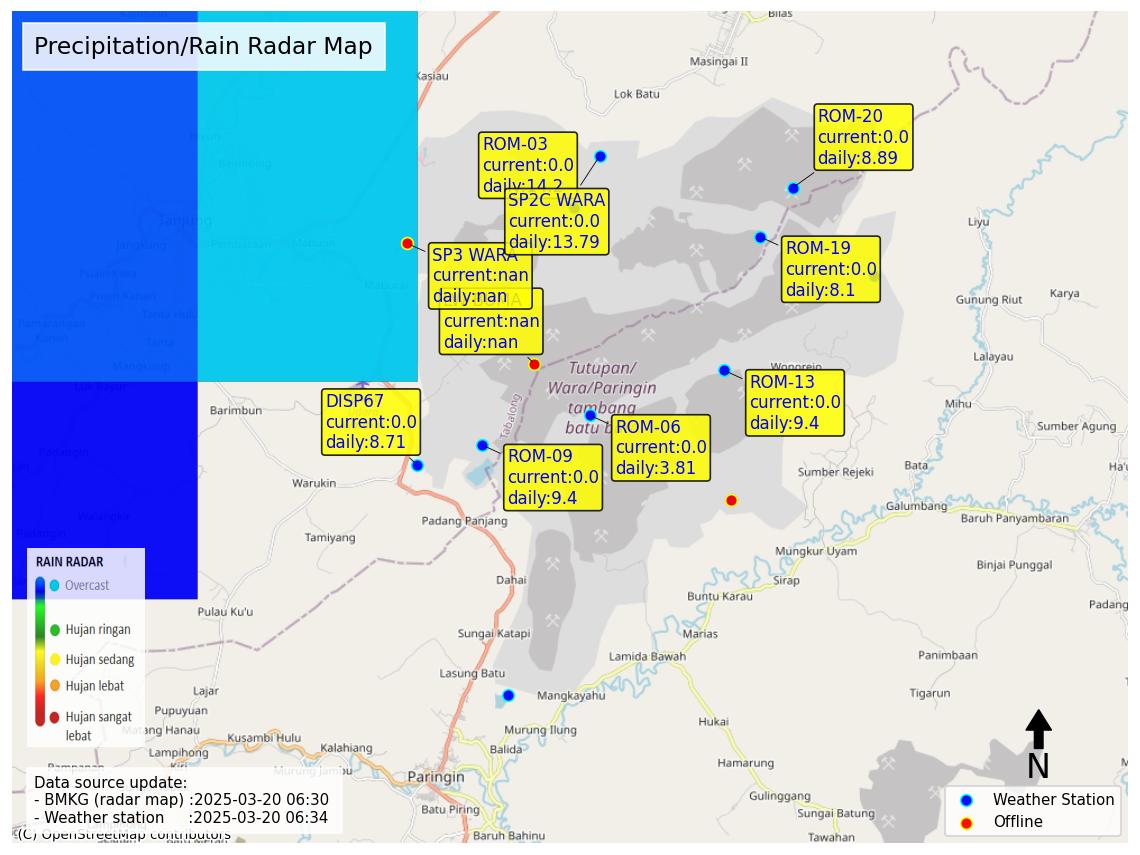 Precipitation/Rain Radar Map
Bilas
Masingai II
Kasiau
Lok Batu
ROM-20
current:0.0
daily:8.89
ROM-03
current:0.0
daily:14.2
SP2C WARA
current:0.0
daily:13.79
Tanjung
Liyu
ROM-19
current:0.0
daily:8.1
SP3 WARA
current:nan
daily:nan
Maburai
Gunung Riut
Karya
current:nan
daily:nan
Lalayau
Wonorejo
Tutupan/
Wara/Paringin
tambang
batu b
ROM-13
current:0.0
daily:9.4
DISP67
current:0.0
daily:8.71
Barimbun
Mihu
Tabalong
ROM-06
current:0.0
daily:3.81
Sumber Agung
ROM-09
current:0.0
daily:9.4
Bata
Sumber Rejeki
Warukin
Galumbang
Padang Panjang
Baruh Panyambaran
Tamiyang
Mungkur Uyam
Binjai Punggal
RAIN RADAR
Overcast
Hujan ringan
Hujan sedang
Hujan lebat
Hujan sangat
lebat
Dahai
Sirap
Buntu Karau
Padang
Pulau Ku'u
Sungai Katapi
Marias
Lamida Bawah
Panimbaan
Lasung Batu
Lajar
Mangkayahu
Tigarun
Pupuyuan
Hukai
Matang Hanau
Murung Ilung
Kusambi Hulu
Lampihong
Kalahiang
Balida
Hamarung
N
Murung Jambu
Paringin
Gulinggang
Batu Piring
Sungai Batung
Baruh Bahinu
Tawahan
Data source update:
- BMKG (radar map) :2025-03-20 06:30
- Weather station :2025-03-20 06:34
(C) OpenStreetMap contributors
Weather Station
Offline